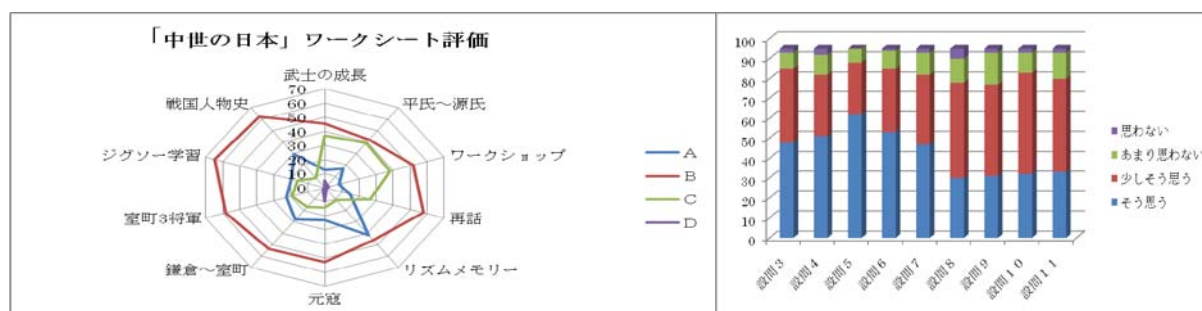 「中世の日本」ワークシート評価
武士の成長
平氏~源氏
ワークショップ
再話
リズムメモリー
元寇
鎌倉~室町
室町3将軍
ジグソー学習
戦国人物史
70
60
50
40
30
20
10
0
A
B
C
D
100
90
80
70
60
50
40
30
20
10
0
設問3
設問4
設問5
設問6
設問7
設問8
設問9
設問10
設問11
思わない
あまり思わない
少しそう思う
そう思う